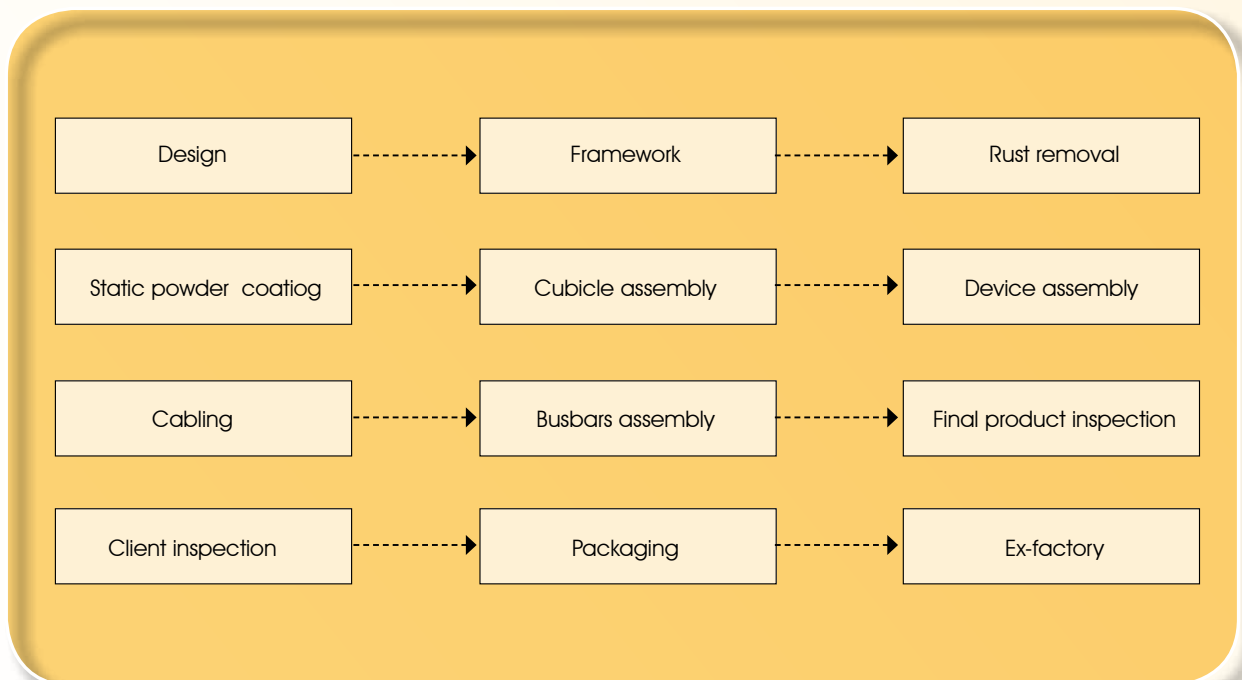 Design
Framework
Rust removal
Static powder coatiog
Cubicle assembly
Device assembly
Cabling
Busbars assembly
Final product inspection
Client inspection
Packaging
Ex-factory